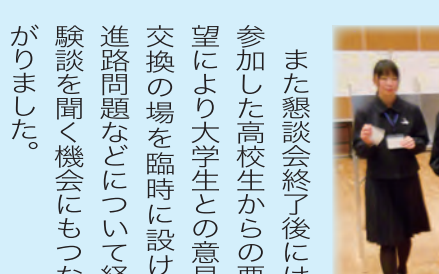 また懇談会終了後には
参加した高校生からの要
望により大学生との意見
交換の場を臨時に設け
進路問題などについて経
験談を聞く機会にもつな
がりました。